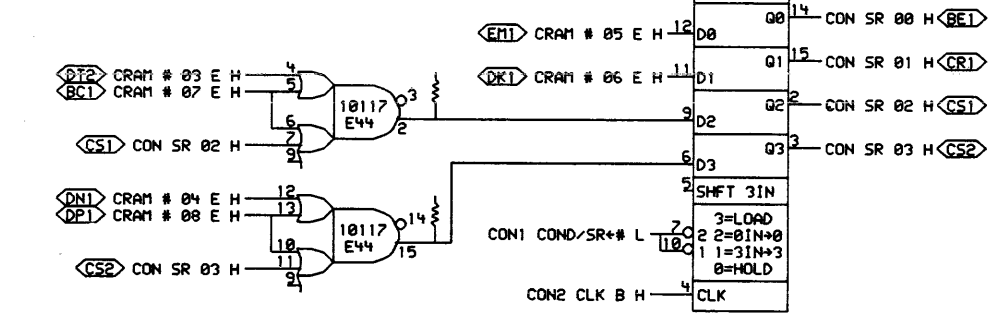 14
Q0 CON SR 00 H BE1
EM1 CRAM # 05 E H 12 D0
15
Q1 CON SR 01 H CR1
DK1 CRAM # 06 E H 11 D1
DT2 CRAM # 03 E H 4
BC1 CRAM # 07 E H 5
3
10117
E44
2
6
CS1 CON SR 02 H 7
9
2
Q2 CON SR 02 H CS1
9 D2
3
Q3 CON SR 03 H CS2
6 D3
5 SHFT 3IN
DN1 CRAM # 04 E H 12
DP1 CRAM # 08 E H 13
14
10117
E44
15
10
CS2 CON SR 03 H 11
9
3=LOAD
CON1 COND/SR←# L 7 2 2=0IN→0
10 1 1=3IN→3
0=HOLD
CON2 CLK B H 4 CLK